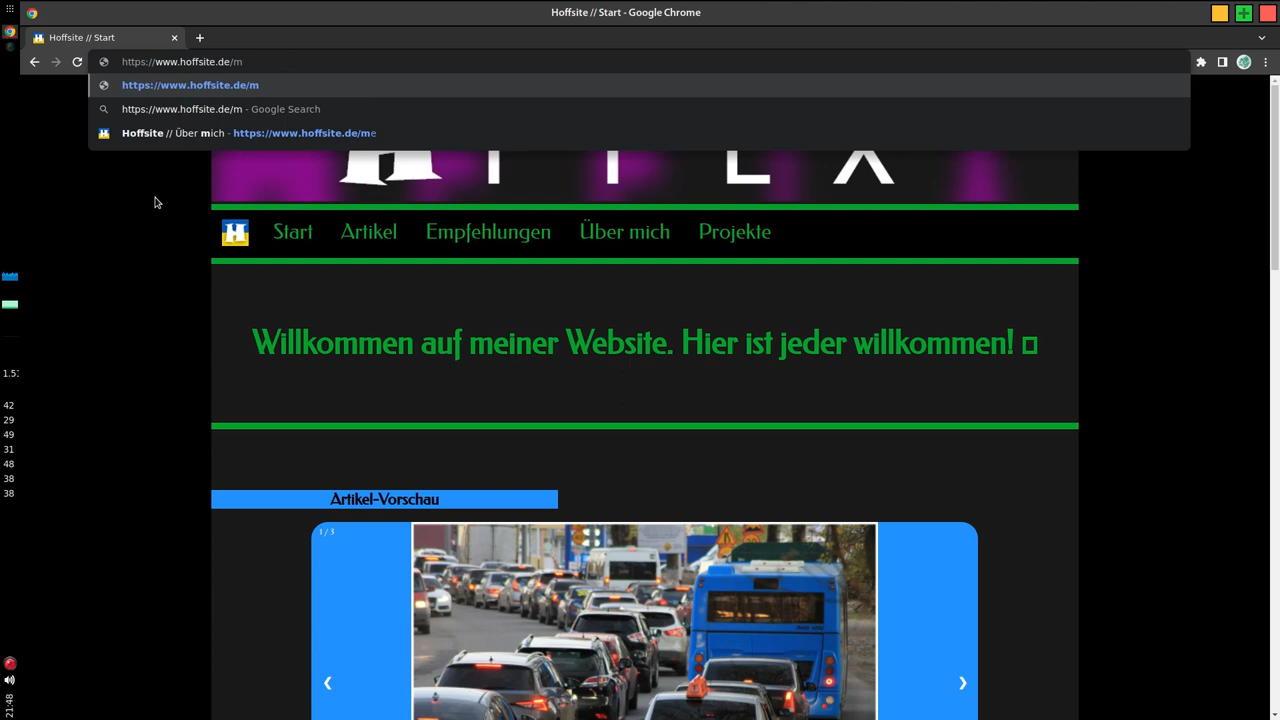 Hoffsite // Start - Google Chrome
Hoffsite // Start
https://www.hoffsite.de/m
https://www.hoffsite.de/m
https://www.hoffsite.de/m - Google Search
Hoffsite // Über mich - https://www.hoffsite.de/me
H
Start Artikel Empfehlungen Über mich Projekte
Willkommen auf meiner Website. Hier ist jeder willkommen!
Artikel-Vorschau
1 / 3
42
29
49
31
48
38
38
21:48